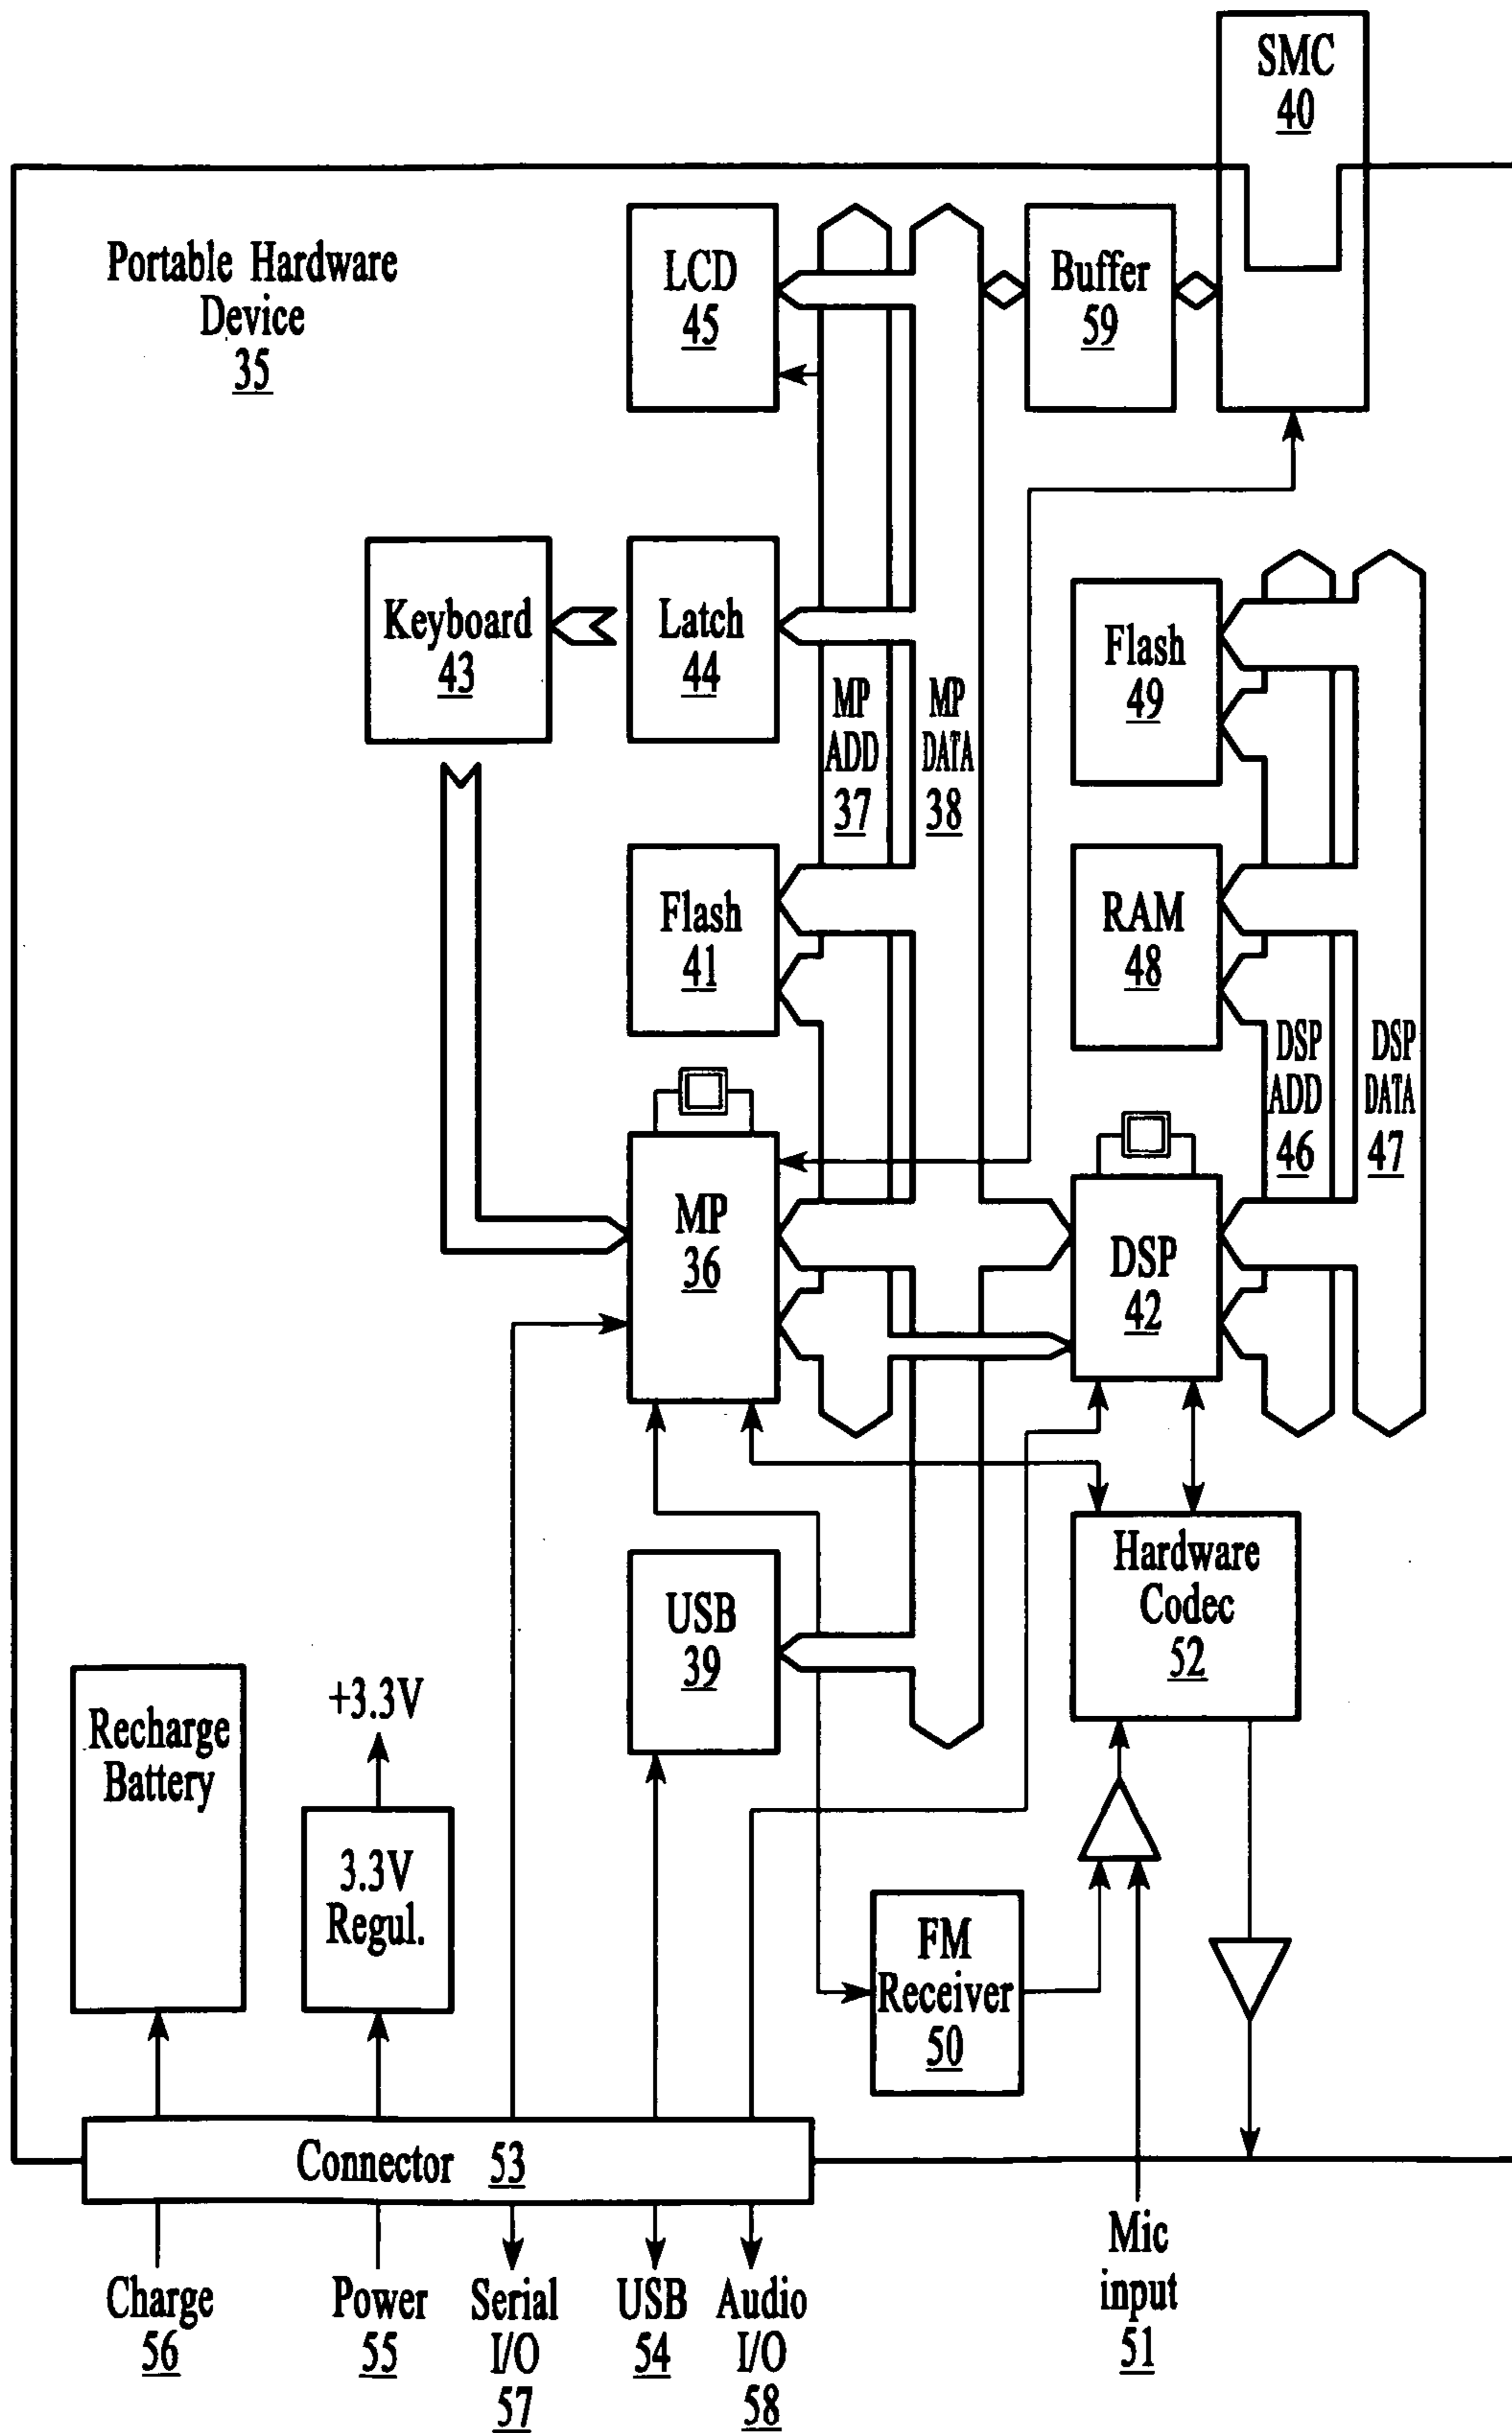 SMC
40
Portable Hardware
Device
35
LCD
45
Buffer
59
Keyboard
43
Latch
44
MP
ADD
37
MP
DATA
38
Flash
49
Flash
41
RAM
48
DSP
ADD
46
DSP
DATA
47
MP
36
DSP
42
USB
39
Hardware
Codec
52
Recharge
Battery
+3.3V
3.3V
Regul.
FM
Receiver
50
Connector 53
Charge
56
Power
55
Serial
I/O
57
USB
54
Audio
I/O
58
Mic
input
51